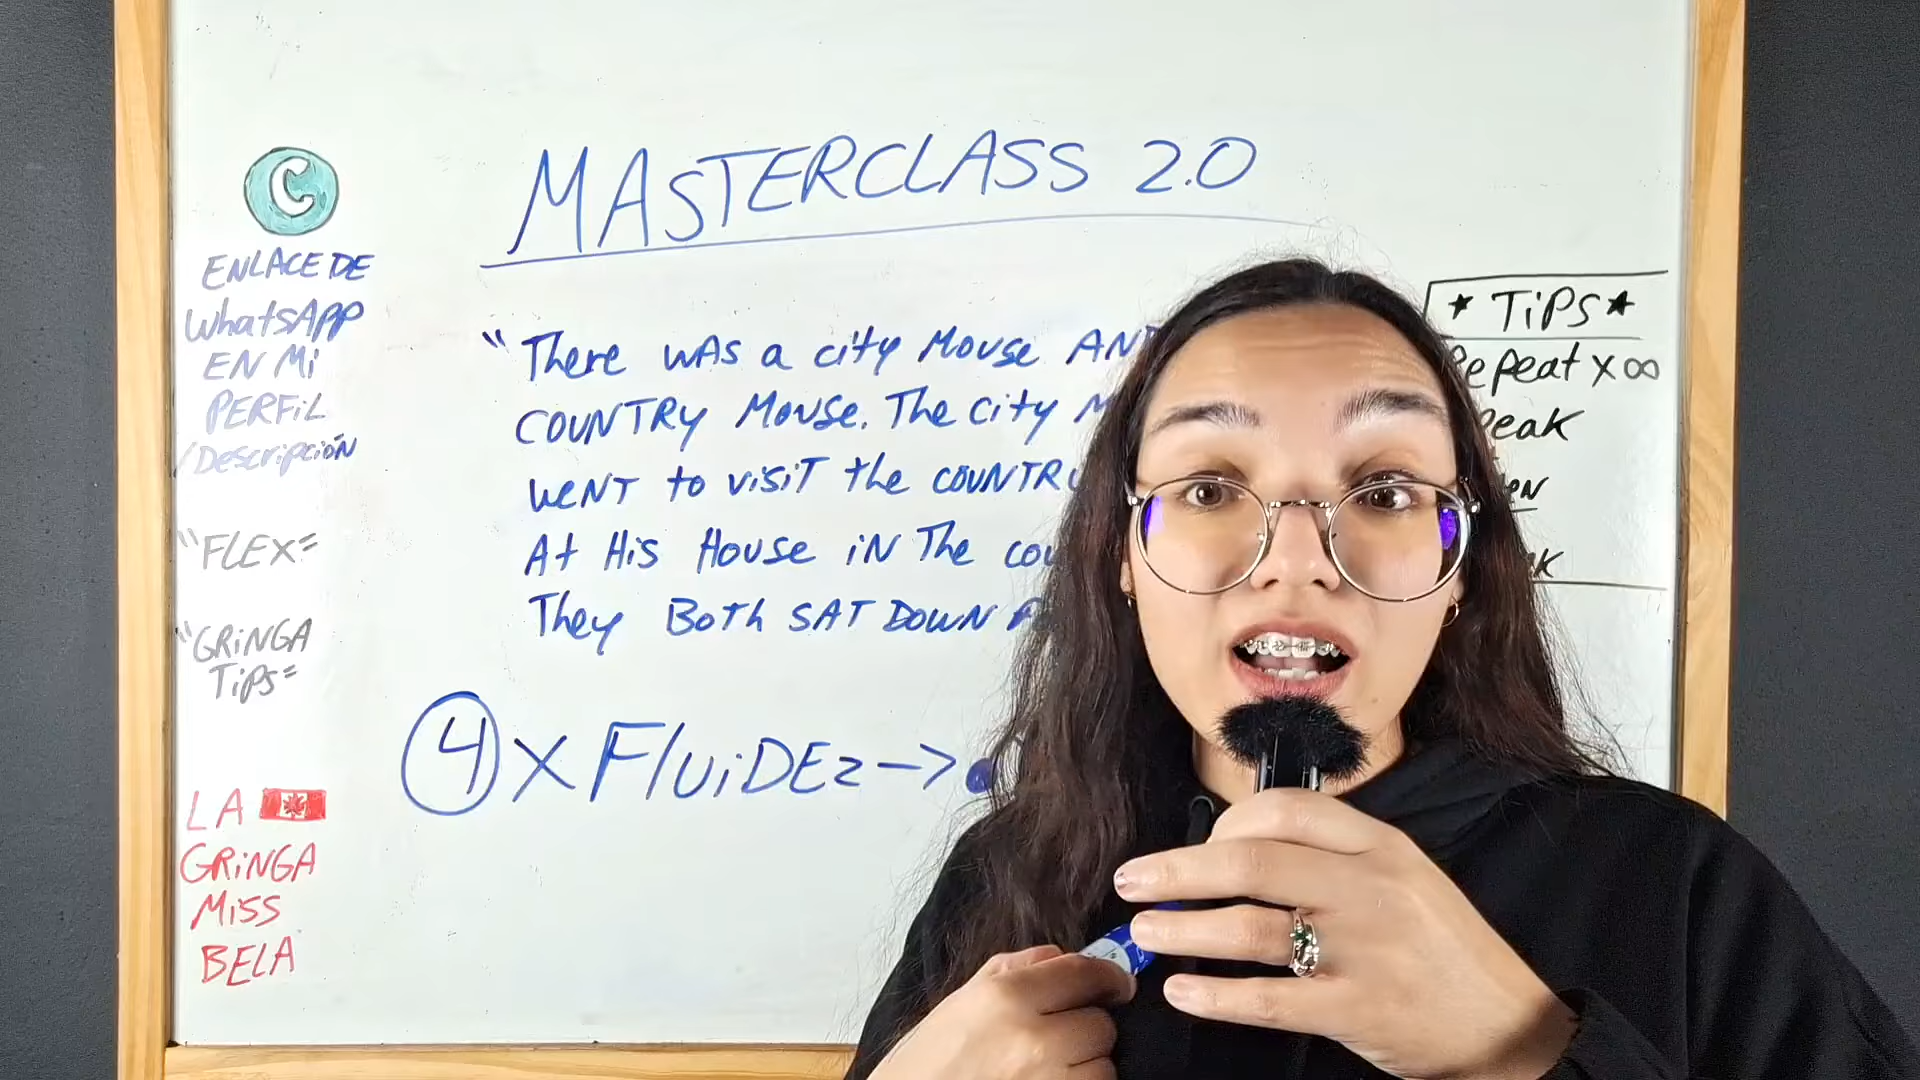 MASTERCLASS 2.0
C
ENLACE DE
WhatsAPP
EN Mi
PERFiL
/Descripción
"FLEX"
"GRiNGA
TiPS"
LA
GRiNGA
MiSS
BELA
"There was a city Mouse
COUNTRY MOUSE. The City
weNT to visiT the
At His House iN The
They Both SAT DOWN
4 X FluiDEz →
★ TiPS ★
Repeat x ∞